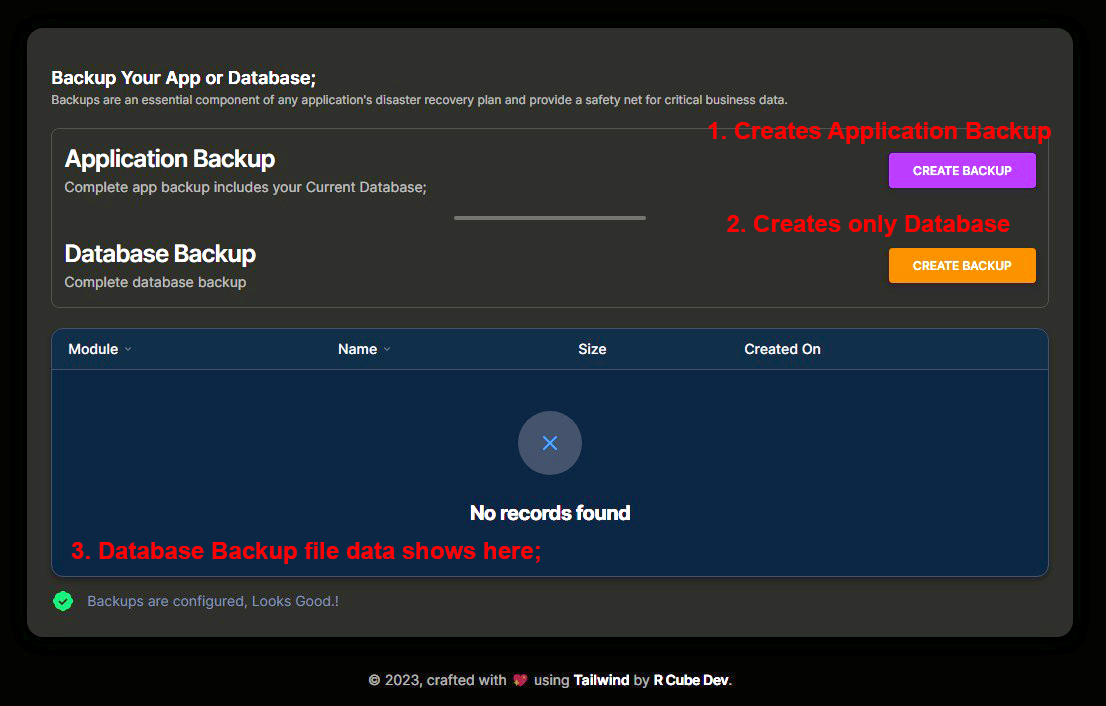 Backup Your App or Database;
Backups are an essential component of any application's disaster recovery plan and provide a safety net for critical business data.
1. Creates Application Backup
Application Backup
CREATE BACKUP
Complete app backup includes your Current Database;
2. Creates only Database
Database Backup
CREATE BACKUP
Complete database backup
Module Name Size Created On
No records found
3. Database Backup file data shows here;
Backups are configured, Looks Good.!
© 2023, crafted with 💖 using Tailwind by R Cube Dev.